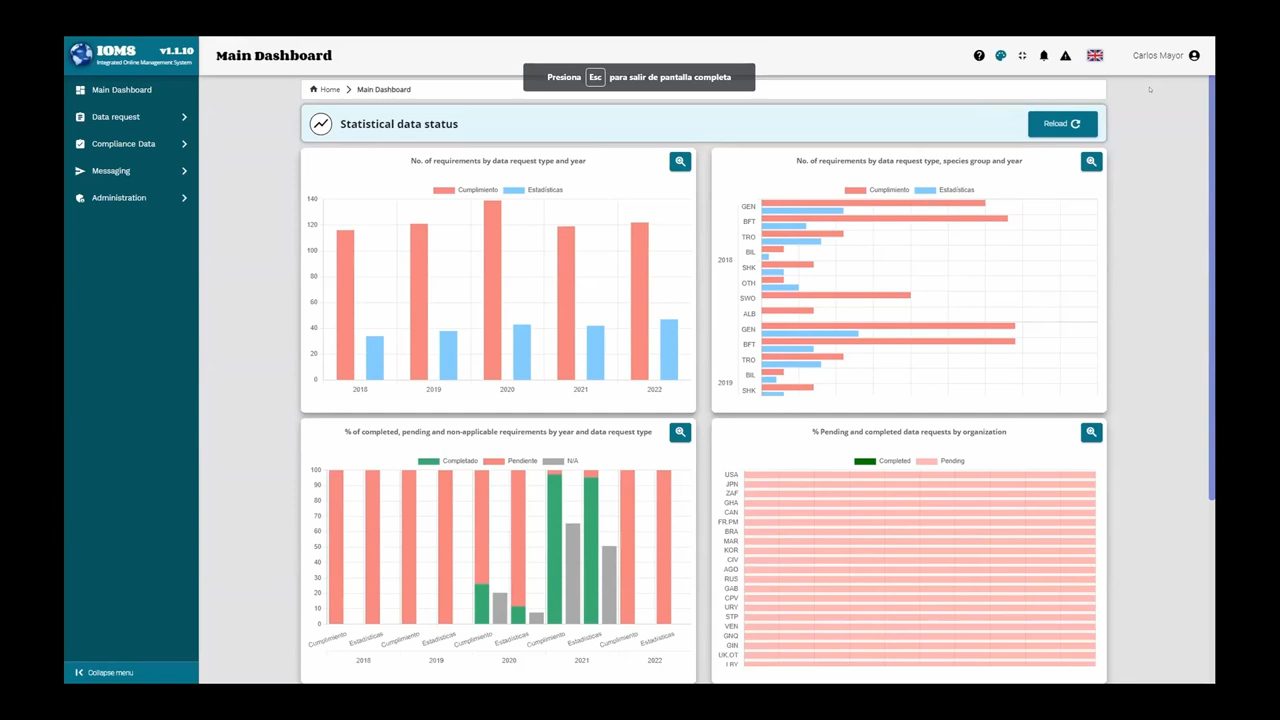 IOMS v1.1.10
Integrated Online Management System
Main Dashboard
Carlos Mayor
Presiona Esc para salir de pantalla completa
Main Dashboard
Data request
Compliance Data
Messaging
Administration
Collapse menu
Home Main Dashboard
Statistical data status
Reload
No. of requirements by data request type and year
Cumplimiento Estadísticas
140
120
100
80
60
40
20
0
2018 2019 2020 2021 2022
No. of requirements by data request type, species group and year
Cumplimiento Estadísticas
GEN
BFT
TRO
BIL
2018
SHK
OTH
SWO
ALB
GEN
BFT
TRO
BIL
2019
SHK
% of completed, pending and non-applicable requirements by year and data request type
Completado Pendiente N/A
100
90
80
70
60
50
40
30
20
10
0
Cumplimiento Estadísticas Cumplimiento Estadísticas Cumplimiento Estadísticas Cumplimiento Estadísticas Cumplimiento Estadísticas
2018 2019 2020 2021 2022
% Pending and completed data requests by organization
Completed Pending
USA
JPN
ZAF
GHA
CAN
FR.PM
BRA
MAR
KOR
CIV
AGO
RUS
GAB
CPV
URY
STP
VEN
GNQ
GIN
UK.OT
LBY